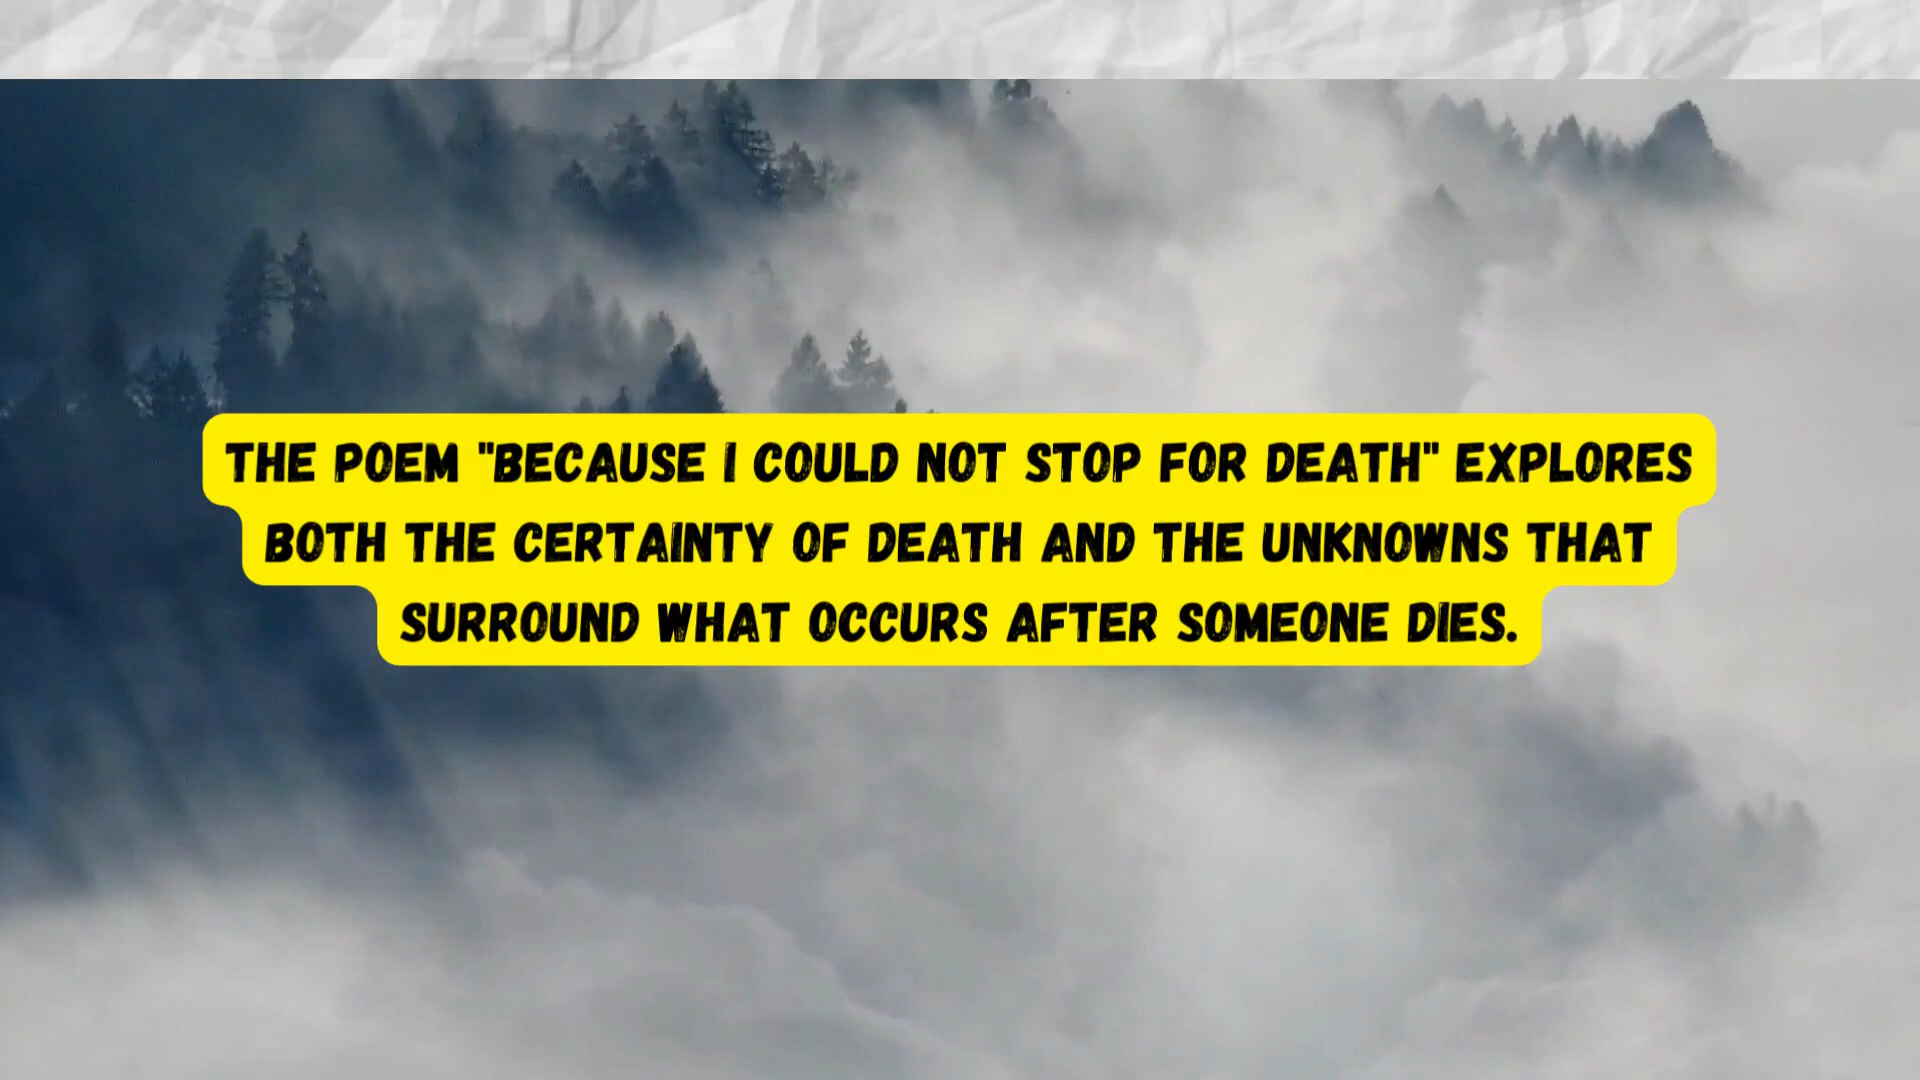 THE POEM "BECAUSE I COULD NOT STOP FOR DEATH" EXPLORES
BOTH THE CERTAINTY OF DEATH AND THE UNKNOWNS THAT
SURROUND WHAT OCCURS AFTER SOMEONE DIES.